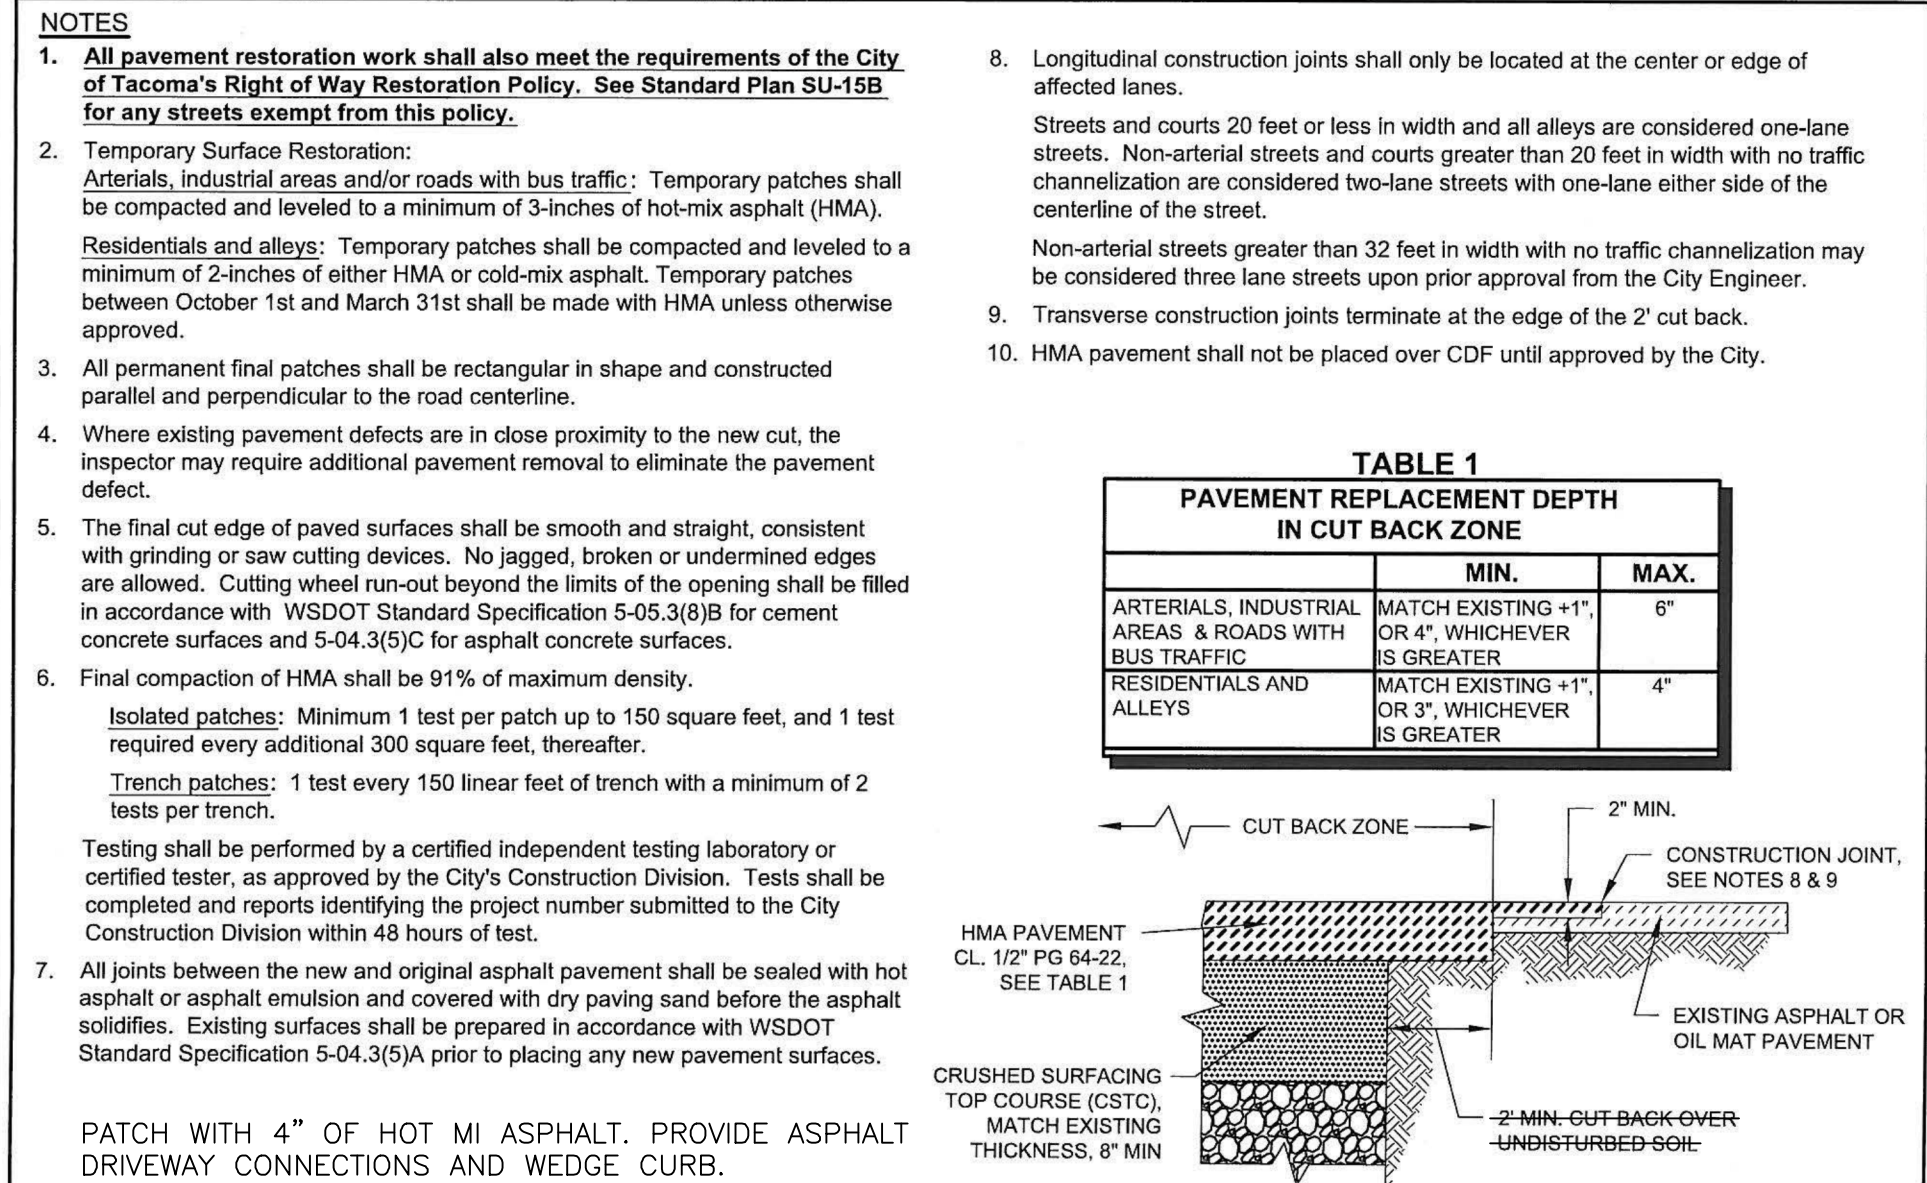 NOTES
1. All pavement restoration work shall also meet the requirements of the City
of Tacoma's Right of Way Restoration Policy. See Standard Plan SU-15B
for any streets exempt from this policy.
2. Temporary Surface Restoration:
Arterials, industrial areas and/or roads with bus traffic: Temporary patches shall
be compacted and leveled to a minimum of 3-inches of hot-mix asphalt (HMA).
Residentials and alleys: Temporary patches shall be compacted and leveled to a
minimum of 2-inches of either HMA or cold-mix asphalt. Temporary patches
between October 1st and March 31st shall be made with HMA unless otherwise
approved.
3. All permanent final patches shall be rectangular in shape and constructed
parallel and perpendicular to the road centerline.
4. Where existing pavement defects are in close proximity to the new cut, the
inspector may require additional pavement removal to eliminate the pavement
defect.
5. The final cut edge of paved surfaces shall be smooth and straight, consistent
with grinding or saw cutting devices. No jagged, broken or undermined edges
are allowed. Cutting wheel run-out beyond the limits of the opening shall be filled
in accordance with WSDOT Standard Specification 5-05.3(8)B for cement
concrete surfaces and 5-04.3(5)C for asphalt concrete surfaces.
6. Final compaction of HMA shall be 91% of maximum density.
Isolated patches: Minimum 1 test per patch up to 150 square feet, and 1 test
required every additional 300 square feet, thereafter.
Trench patches: 1 test every 150 linear feet of trench with a minimum of 2
tests per trench.
Testing shall be performed by a certified independent testing laboratory or
certified tester, as approved by the City's Construction Division. Tests shall be
completed and reports identifying the project number submitted to the City
Construction Division within 48 hours of test.
7. All joints between the new and original asphalt pavement shall be sealed with hot
asphalt or asphalt emulsion and covered with dry paving sand before the asphalt
solidifies. Existing surfaces shall be prepared in accordance with WSDOT
Standard Specification 5-04.3(5)A prior to placing any new pavement surfaces.
PATCH WITH 4" OF HOT MI ASPHALT. PROVIDE ASPHALT
DRIVEWAY CONNECTIONS AND WEDGE CURB.
8. Longitudinal construction joints shall only be located at the center or edge of
affected lanes.
Streets and courts 20 feet or less in width and all alleys are considered one-lane
streets. Non-arterial streets and courts greater than 20 feet in width with no traffic
channelization are considered two-lane streets with one-lane either side of the
centerline of the street.
Non-arterial streets greater than 32 feet in width with no traffic channelization may
be considered three lane streets upon prior approval from the City Engineer.
9. Transverse construction joints terminate at the edge of the 2' cut back.
10. HMA pavement shall not be placed over CDF until approved by the City.
TABLE 1
PAVEMENT REPLACEMENT DEPTH
IN CUT BACK ZONE
MIN. MAX.
ARTERIALS, INDUSTRIAL MATCH EXISTING +1", 6"
AREAS & ROADS WITH OR 4", WHICHEVER
BUS TRAFFIC IS GREATER
RESIDENTIALS AND MATCH EXISTING +1", 4"
ALLEYS OR 3", WHICHEVER
IS GREATER
2" MIN.
CUT BACK ZONE
CONSTRUCTION JOINT,
SEE NOTES 8 & 9
HMA PAVEMENT
CL. 1/2" PG 64-22,
SEE TABLE 1
EXISTING ASPHALT OR
OIL MAT PAVEMENT
CRUSHED SURFACING
TOP COURSE (CSTC),
MATCH EXISTING
THICKNESS, 8" MIN
2' MIN. CUT BACK OVER
UNDISTURBED SOIL